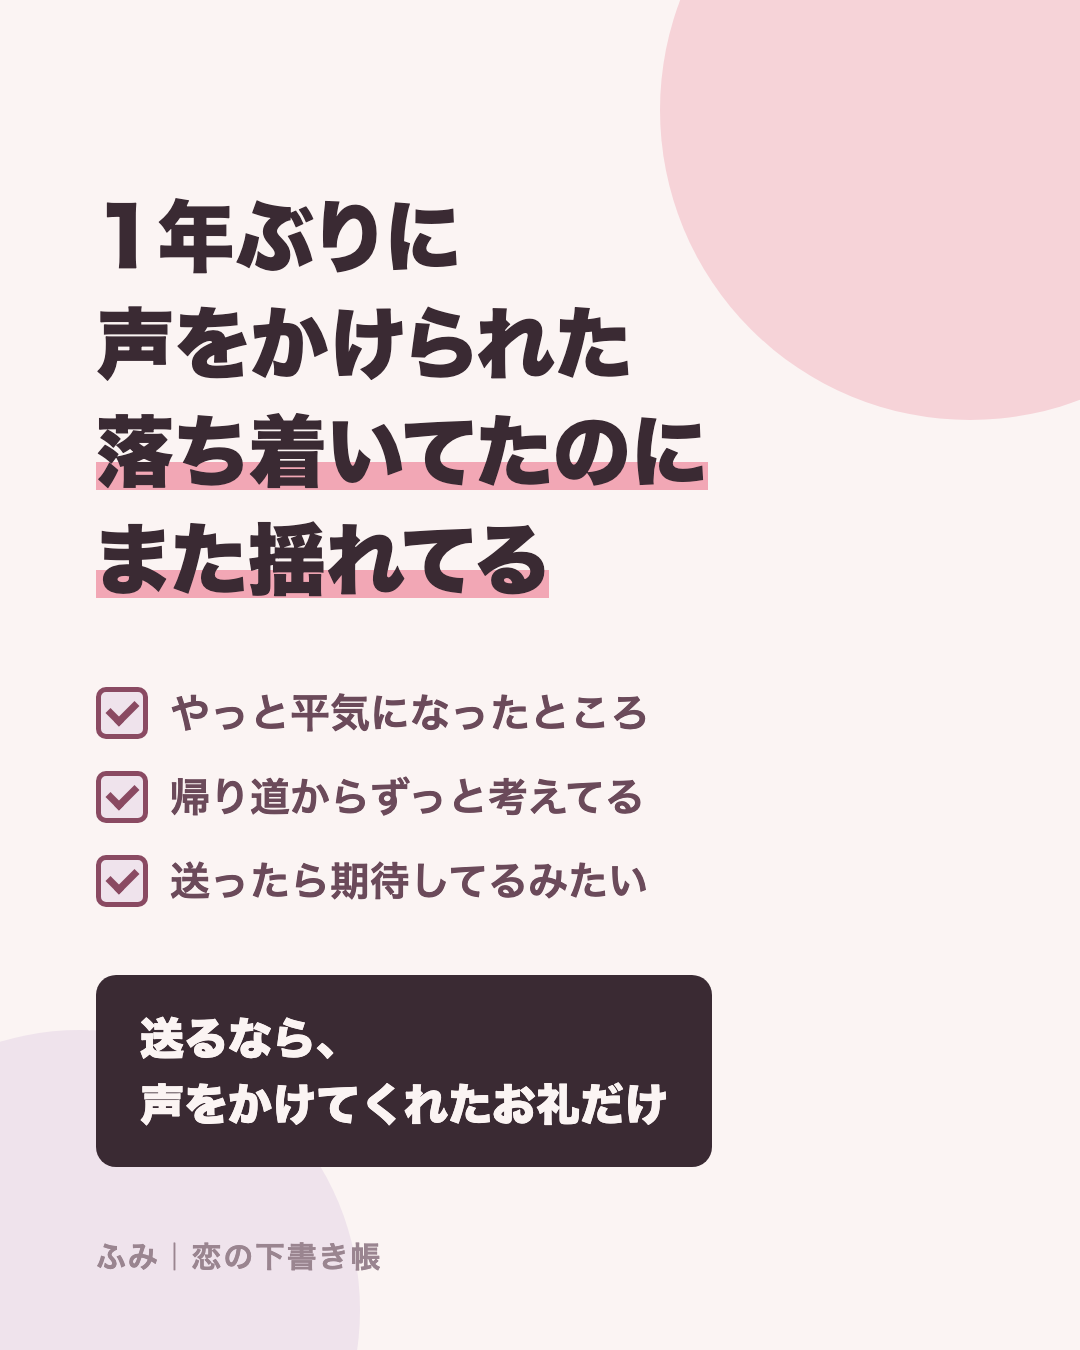 1年ぶりに
声をかけられた
落ち着いてたのに
また揺れてる
やっと平気になったところ
帰り道からずっと考えてる
送ったら期待してるみたい
送るなら、
声をかけてくれたお礼だけ
ふみ｜恋の下書き帳